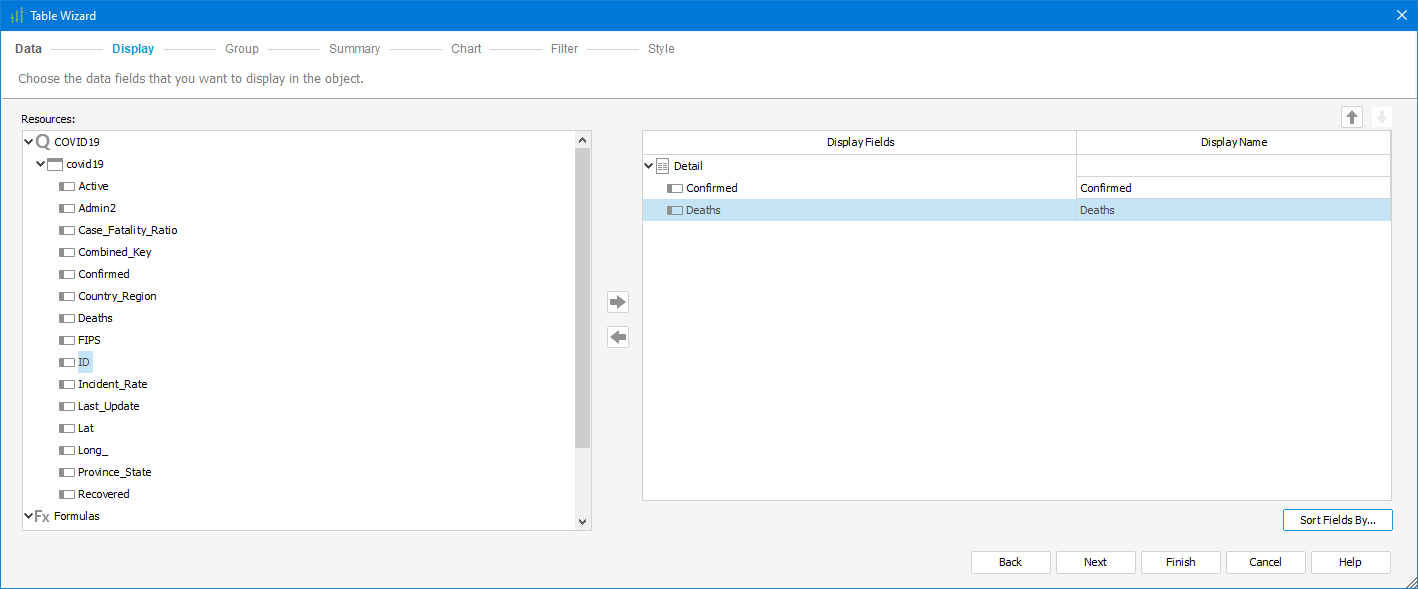 Table Wizard
Data Display Group Summary Chart Filter Style
Choose the data fields that you want to display in the object.
Resources:
COVID19
covid19
Active
Admin2
Case_Fatality_Ratio
Combined_Key
Confirmed
Country_Region
Deaths
FIPS
ID
Incident_Rate
Last_Update
Lat
Long_
Province_State
Recovered
Fx Formulas
Display Fields Display Name
Detail
Confirmed Confirmed
Deaths Deaths
Sort Fields By...
Back Next Finish Cancel Help